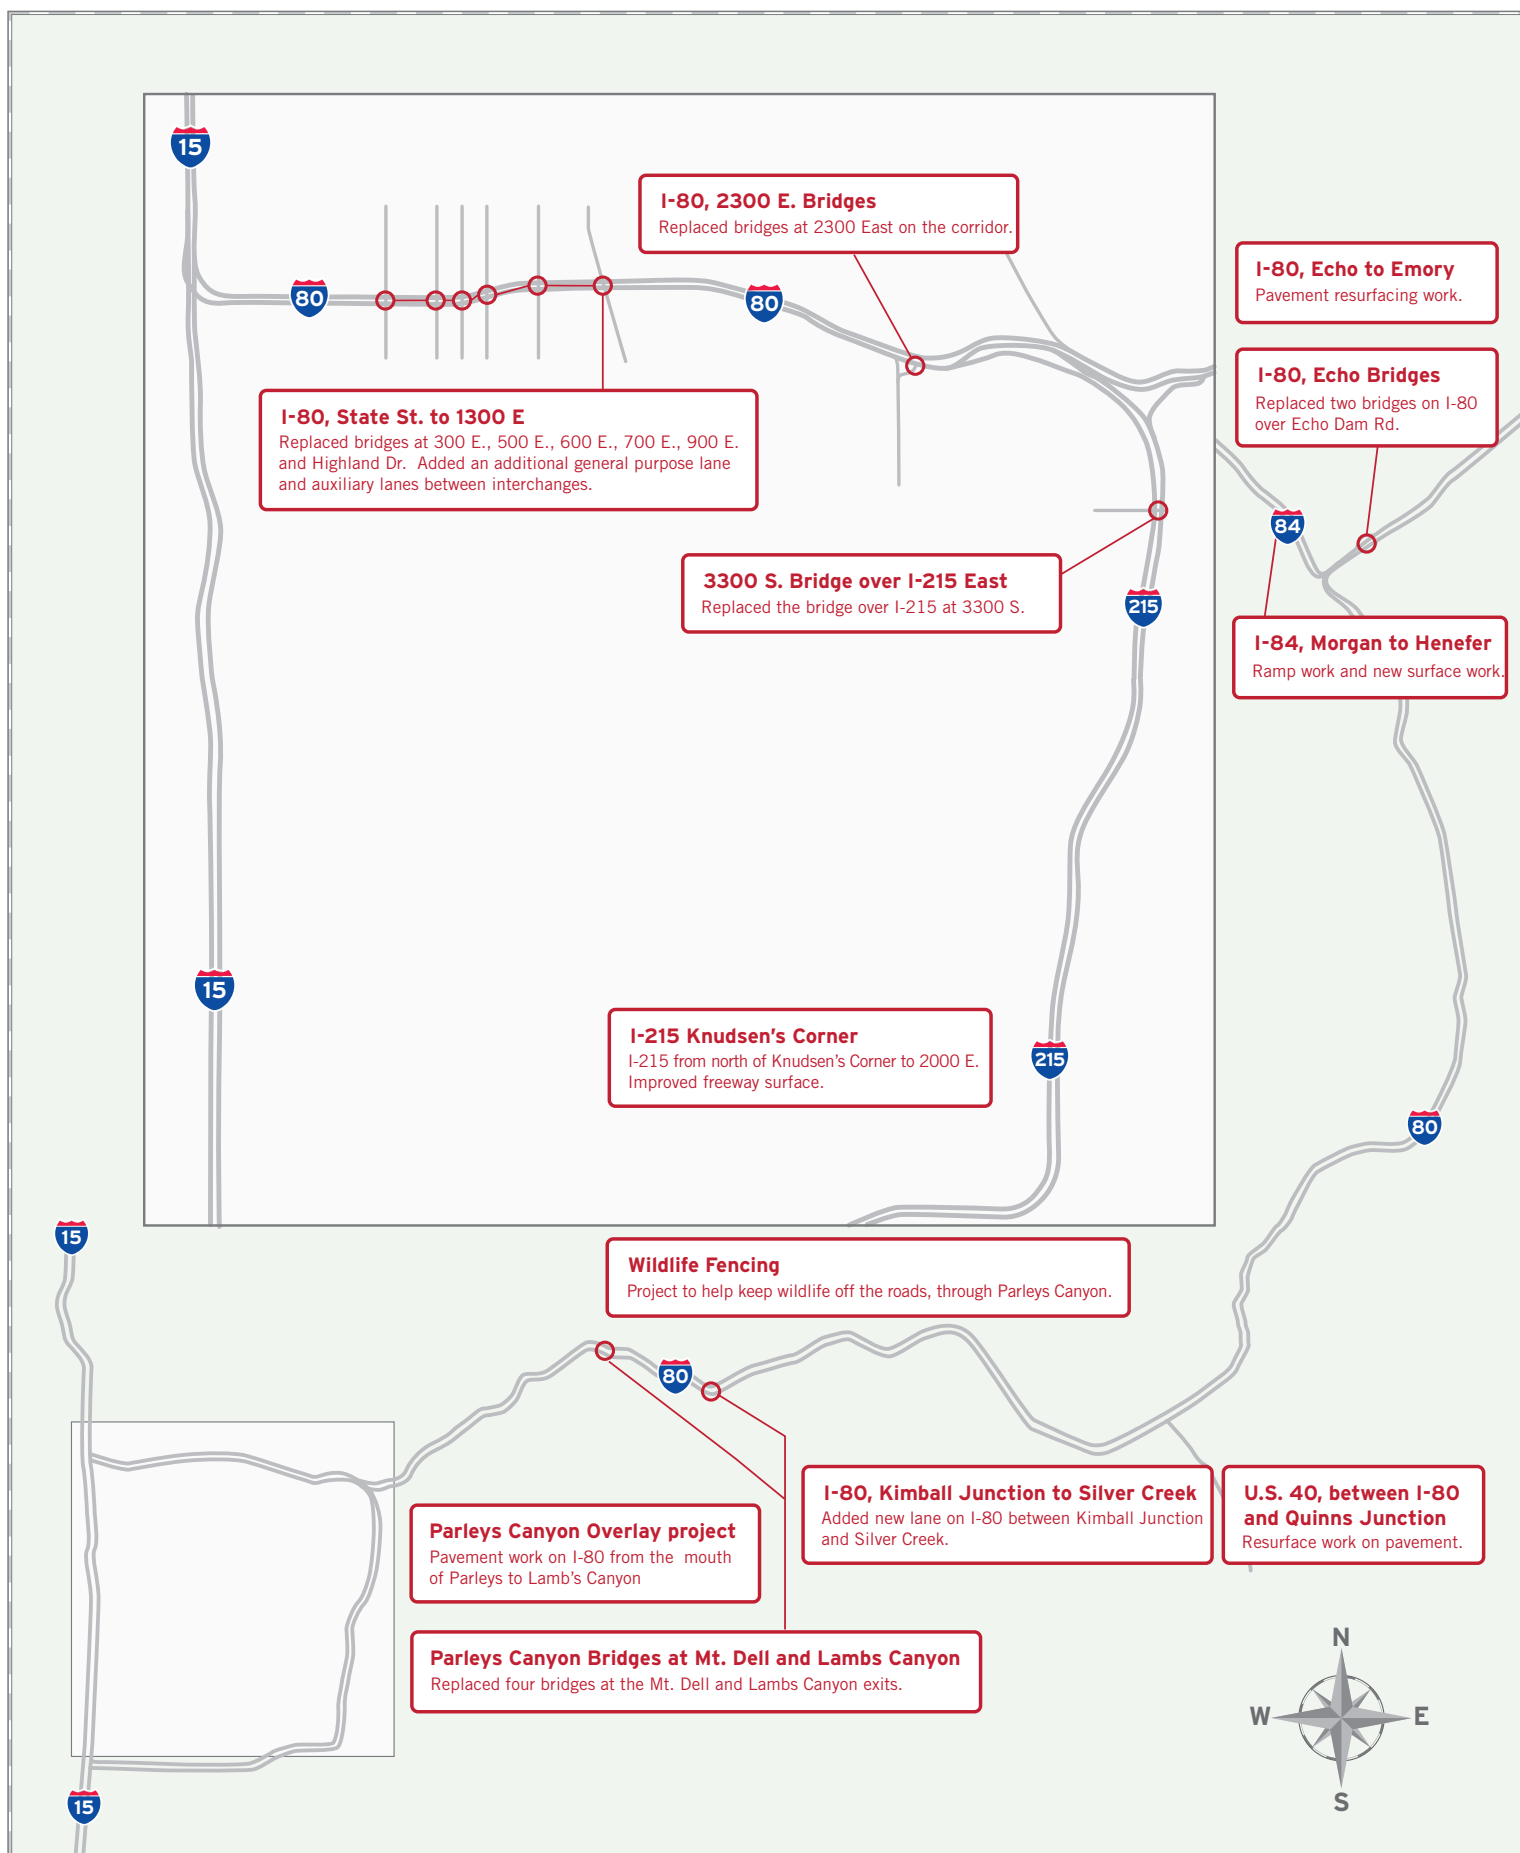 15
I-80, 2300 E. Bridges
Replaced bridges at 2300 East on the corridor.
I-80, Echo to Emory
Pavement resurfacing work.
80
80
I-80, Echo Bridges
Replaced two bridges on I-80
over Echo Dam Rd.
I-80, State St. to 1300 E
Replaced bridges at 300 E., 500 E., 600 E., 700 E., 900 E.
and Highland Dr.  Added an additional general purpose lane
and auxiliary lanes between interchanges.
84
3300 S. Bridge over I-215 East
Replaced the bridge over I-215 at 3300 S.
215
I-84, Morgan to Henefer
Ramp work and new surface work.
15
I-215 Knudsen's Corner
I-215 from north of Knudsen's Corner to 2000 E.
Improved freeway surface.
215
80
15
Wildlife Fencing
Project to help keep wildlife off the roads, through Parleys Canyon.
80
I-80, Kimball Junction to Silver Creek
Added new lane on I-80 between Kimball Junction
and Silver Creek.
U.S. 40, between I-80
and Quinns Junction
Resurface work on pavement.
Parleys Canyon Overlay project
Pavement work on I-80 from the  mouth
of Parleys to Lamb's Canyon
Parleys Canyon Bridges at Mt. Dell and Lambs Canyon
Replaced four bridges at the Mt. Dell and Lambs Canyon exits.
N
W
E
S
15